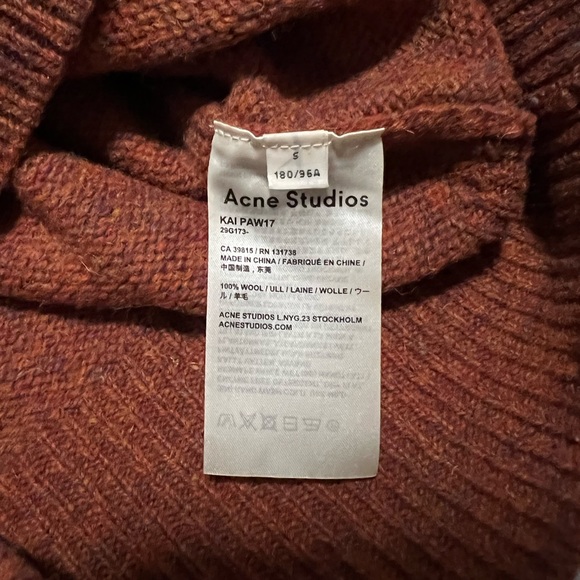 S
180/96A
Acne Studios
KAI PAW17
29G173-
CA 39815 / RN 131738
MADE IN CHINA / FABRIQUÉ EN CHINE /
中国制造，东莞
100% WOOL / ULL / LAINE / WOLLE / ウー
ル / 羊毛
ACNE STUDIOS L.NYG.23 STOCKHOLM
ACNESTUDIOS.COM